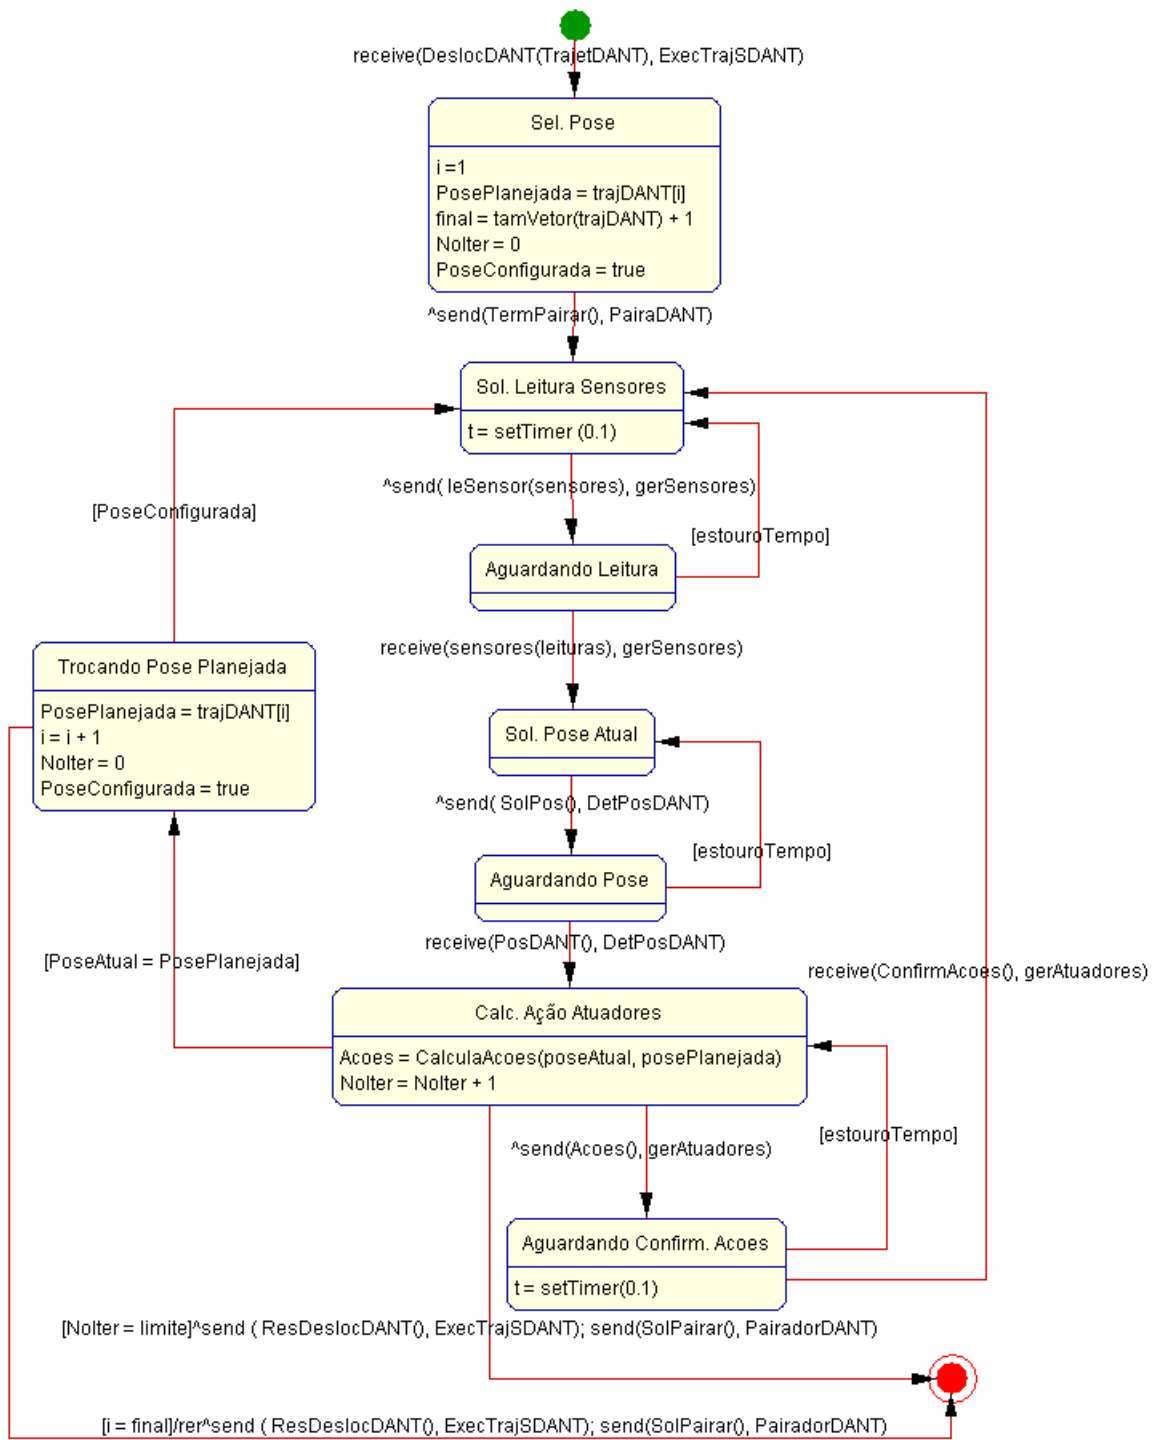 receive(DeslocDANT(TrajetDANT), ExecTrajSDANT)
Sel. Pose
i =1
PosePlanejada = trajDANT[i]
final = tamVetor(trajDANT) + 1
NoIter = 0
PoseConfigurada = true
^send(TermPairar(), PairaDANT)
Sol. Leitura Sensores
t = setTimer (0.1)
^send( leSensor(sensores), gerSensores)
[PoseConfigurada]
[estouroTempo]
Aguardando Leitura
receive(sensores(leituras), gerSensores)
Trocando Pose Planejada
PosePlanejada = trajDANT[i]
i = i + 1
NoIter = 0
PoseConfigurada = true
Sol. Pose Atual
^send( SolPos(), DetPosDANT)
[estouroTempo]
Aguardando Pose
receive(PosDANT(), DetPosDANT)
[PoseAtual = PosePlanejada]
receive(ConfirmAcoes(), gerAtuadores)
Calc. Ação Atuadores
Acoes = CalculaAcoes(poseAtual, posePlanejada)
NoIter = NoIter + 1
[estouroTempo]
^send(Acoes(), gerAtuadores)
Aguardando Confirm. Acoes
t = setTimer(0.1)
[NoIter = limite]^send ( ResDeslocDANT(), ExecTrajSDANT); send(SolPairar(), PairadorDANT)
[i = final]/rer^send ( ResDeslocDANT(), ExecTrajSDANT); send(SolPairar(), PairadorDANT)